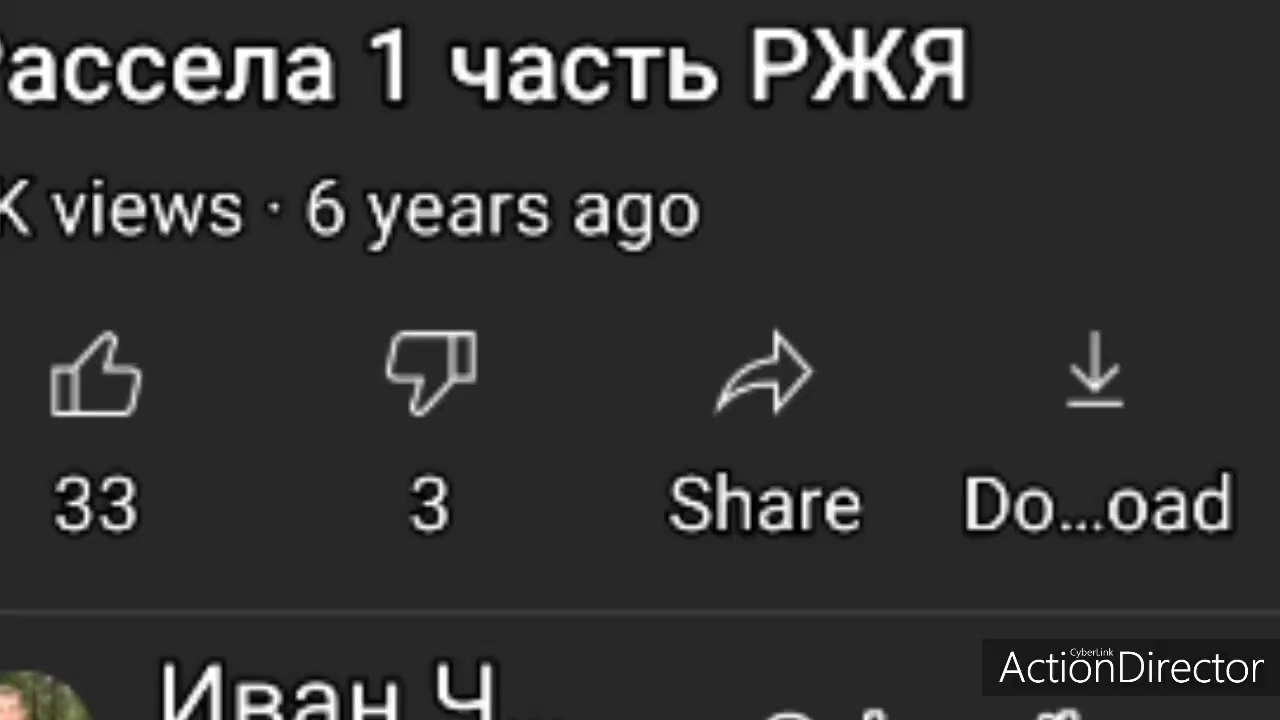 Рассела 1 часть РЖЯ
K views · 6 years ago
33 3 Share Do...oad
Иван Ч
CyberLink
ActionDirector